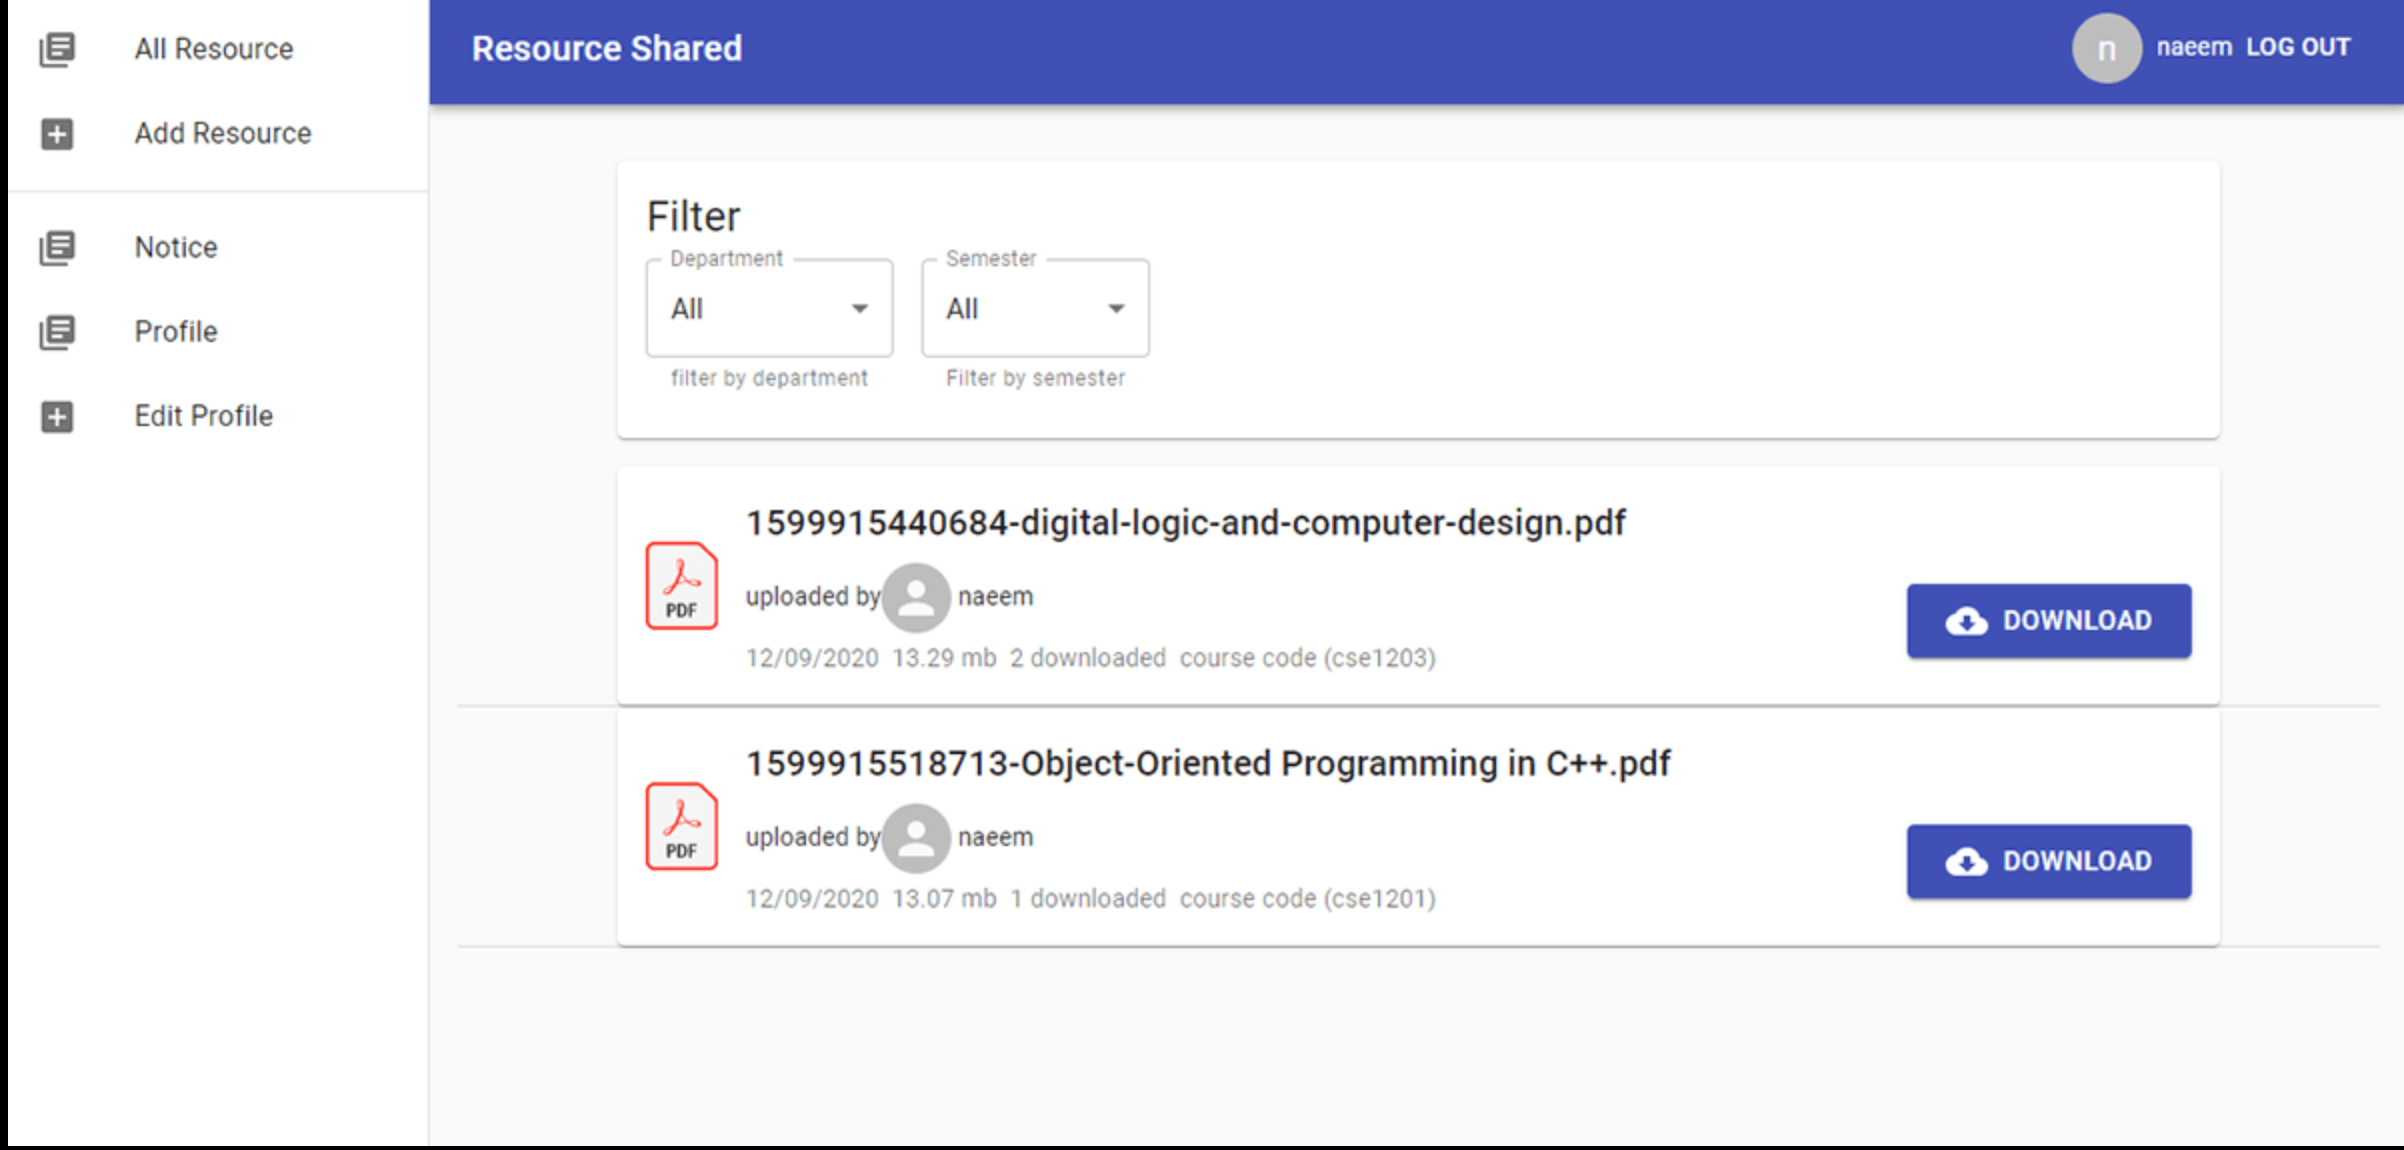 All Resource
Add Resource
Notice
Profile
Edit Profile
Resource Shared
n naeem LOG OUT
Filter
Department Semester
All All
filter by department Filter by semester
1599915440684-digital-logic-and-computer-design.pdf
PDF
uploaded by naeem
12/09/2020 13.29 mb 2 downloaded course code (cse1203)
DOWNLOAD
1599915518713-Object-Oriented Programming in C++.pdf
PDF
uploaded by naeem
12/09/2020 13.07 mb 1 downloaded course code (cse1201)
DOWNLOAD